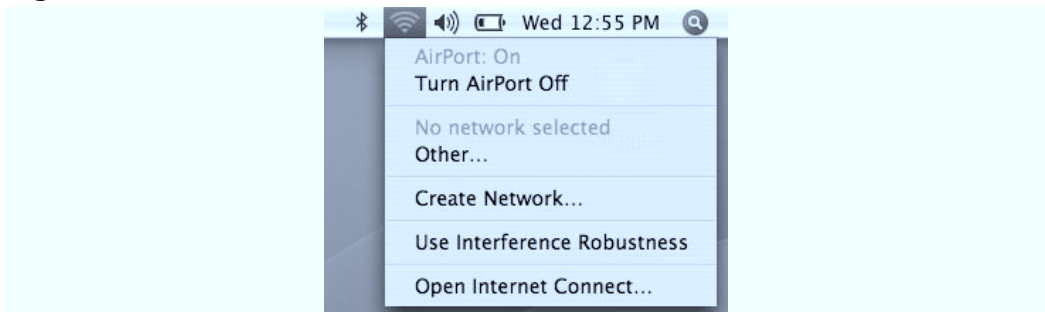 Wed 12:55 PM
AirPort: On
Turn AirPort Off
No network selected
Other...
Create Network...
Use Interference Robustness
Open Internet Connect...